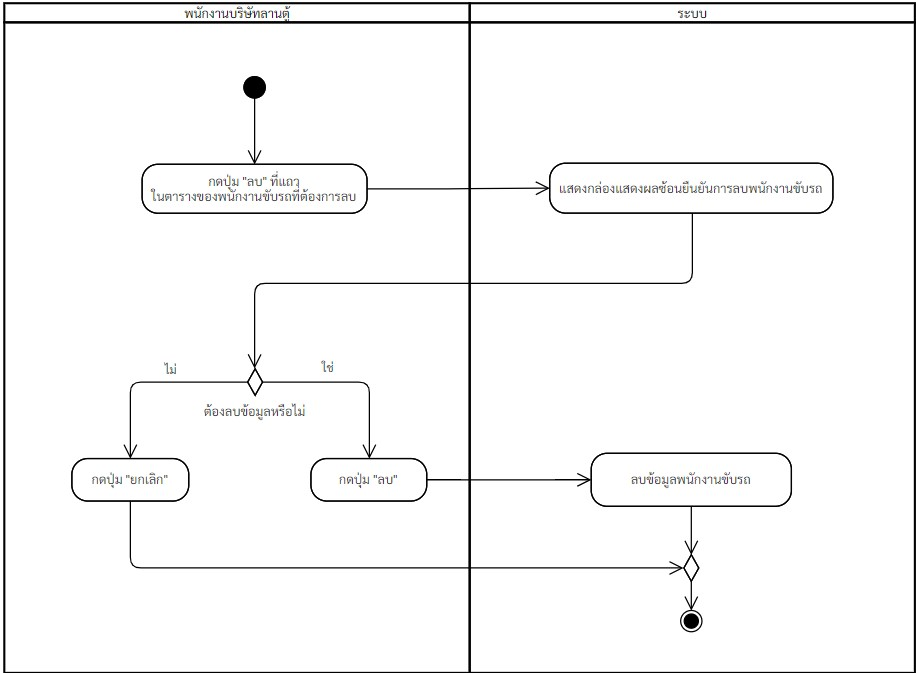 พนักงานบริษัทลานตู้
ระบบ
กดปุ่ม "ลบ" ที่แถว
ในตารางของพนักงานขับรถที่ต้องการลบ
แสดงกล่องแสดงผลซ้อนยืนยันการลบพนักงานขับรถ
ไม่
ใช่
ต้องลบข้อมูลหรือไม่
กดปุ่ม "ยกเลิก"
กดปุ่ม "ลบ"
ลบข้อมูลพนักงานขับรถ